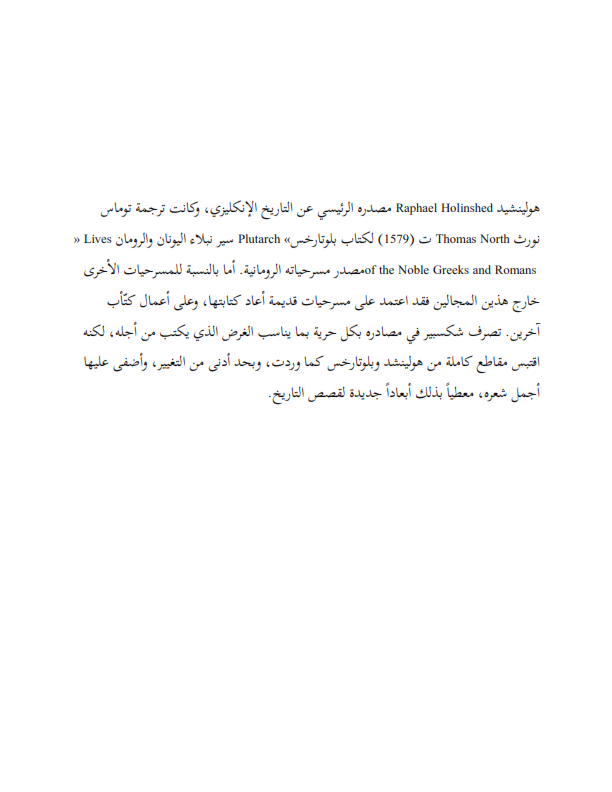 هولينشيد Raphael Holinshed مصدره الرئيسي عن التاريخ الإنكليزي، وكانت ترجمة توماس
نورث Thomas North ت (1579) لكتاب بلوتارخس» Plutarch سير نبلاء اليونان والرومان Lives «
of the Noble Greeks and Romansمصدر مسرحياته الرومانية. أما بالنسبة للمسرحيات الأخرى
خارج هذين المجالين فقد اعتمد على مسرحيات قديمة أعاد كتابتها، وعلى أعمال كتّأب
آخرين. تصرف شكسبير في مصادره بكل حرية بما يناسب الغرض الذي يكتب من أجله، لكنه
اقتبس مقاطع كاملة من هولينشد وبلوتارخس كما وردت، وبحد أدنى من التغيير، وأضفى عليها
أجمل شعره، معطياً بذلك أبعاداً جديدة لقصص التاريخ.